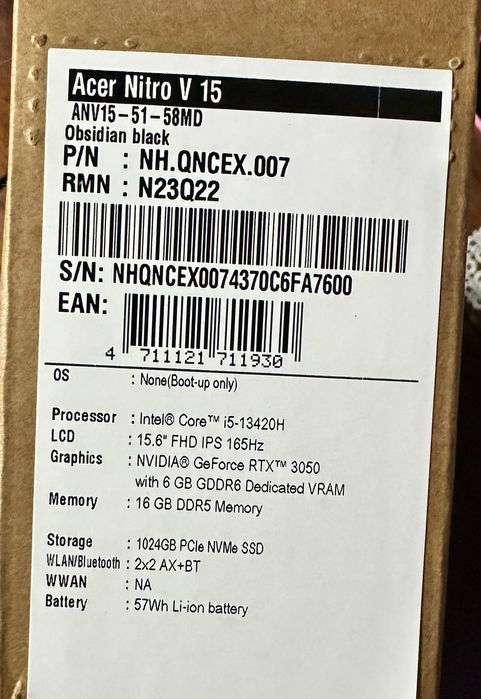 Acer Nitro V 15
ANV15-51-58MD
Obsidian black
P/N : NH.QNCEX.007
RMN : N23Q22
S/N: NHQNCEX0074370C6FA7600
EAN:
4 711121 711930
OS : None(Boot-up only)
Processor : Intel® Core™ i5-13420H
LCD : 15.6" FHD IPS 165Hz
Graphics : NVIDIA® GeForce RTX™ 3050
with 6 GB GDDR6 Dedicated VRAM
Memory : 16 GB DDR5 Memory
Storage : 1024GB PCIe NVMe SSD
WLAN/Bluetooth : 2x2 AX+BT
WWAN : NA
Battery : 57Wh Li-ion battery